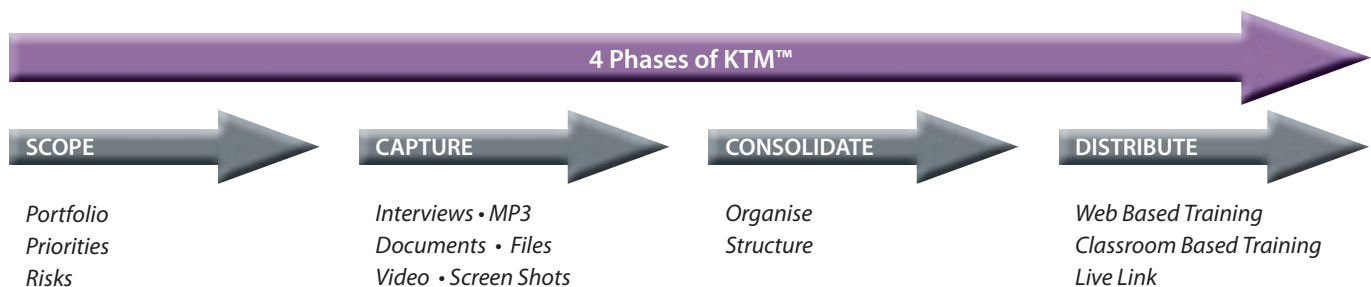 4 Phases of KTM™
SCOPE
Portfolio
Priorities
Risks
CAPTURE
Interviews • MP3
Documents • Files
Video • Screen Shots
CONSOLIDATE
Organise
Structure
DISTRIBUTE
Web Based Training
Classroom Based Training
Live Link